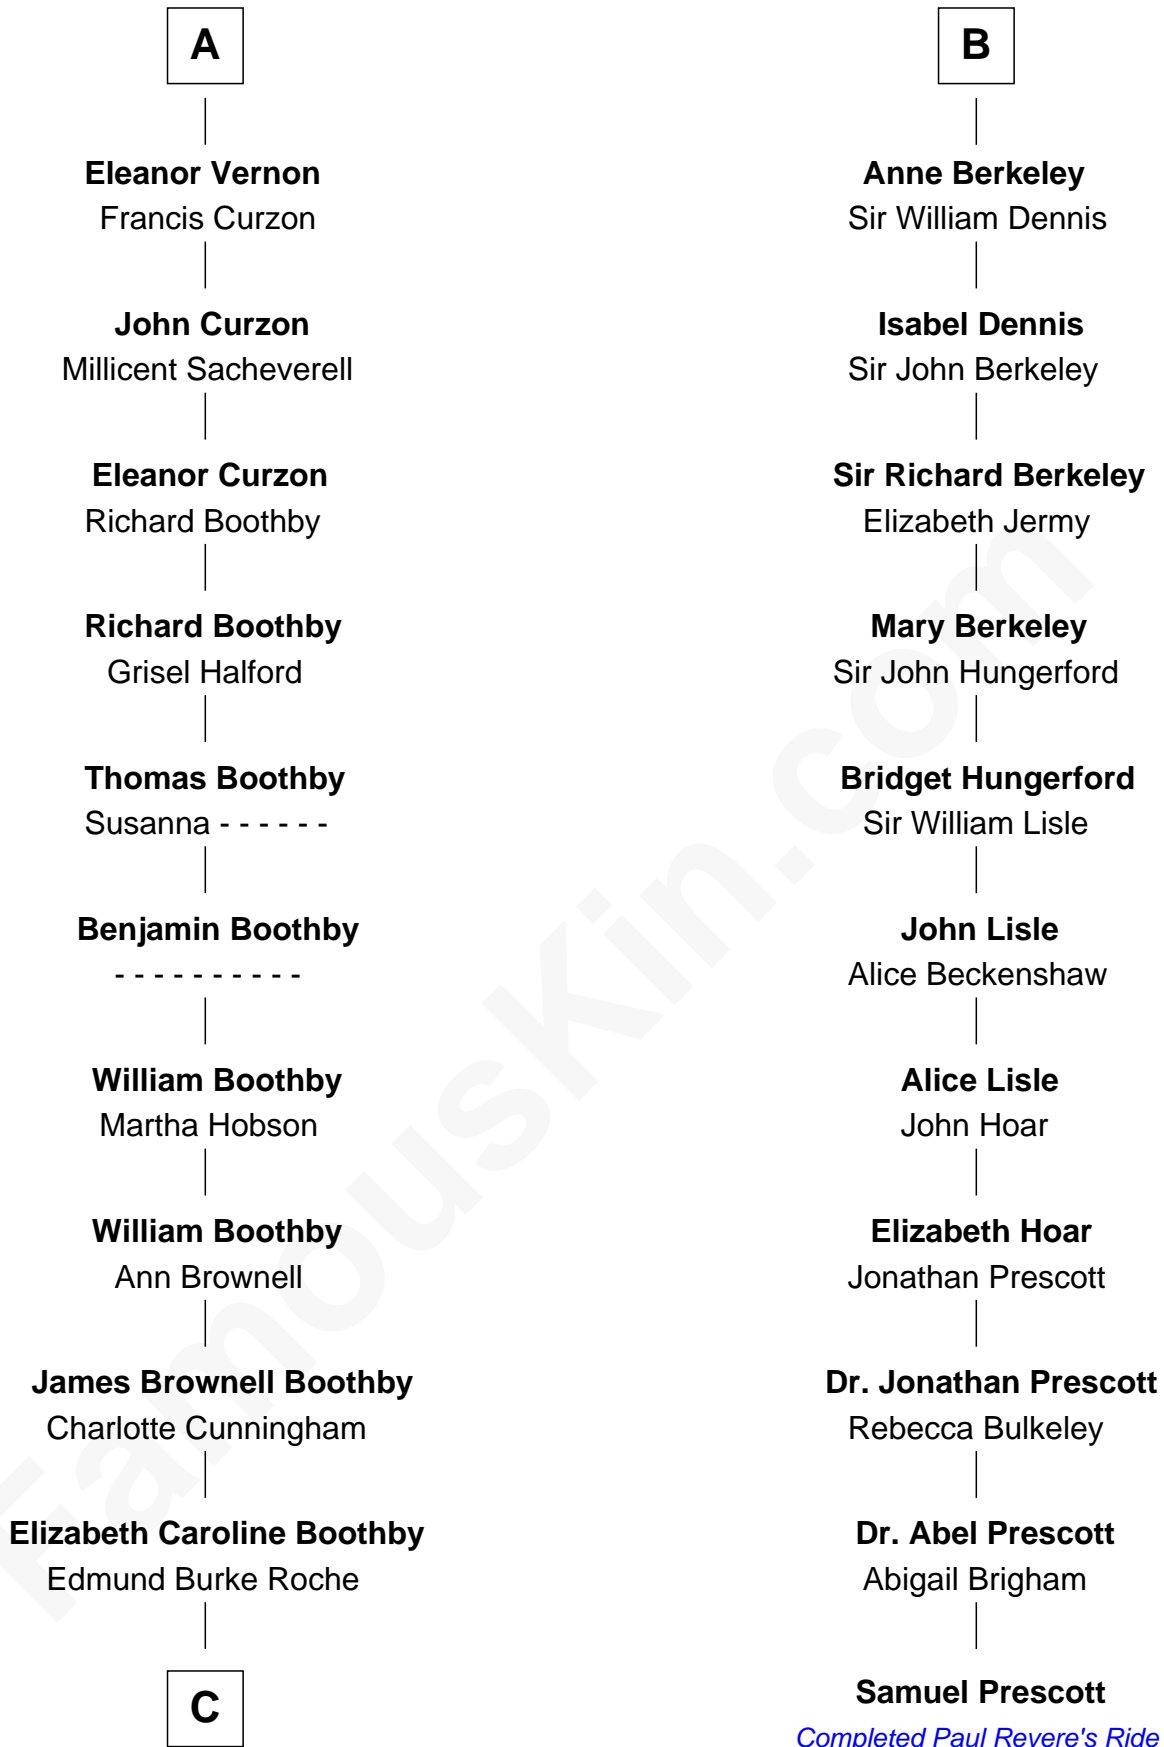 A
Eleanor Vernon
Francis Curzon
John Curzon
Millicent Sacheverell
Eleanor Curzon
Richard Boothby
Richard Boothby
Grisel Halford
Thomas Boothby
Susanna - - - - - -
Benjamin Boothby
- - - - - - - - - -
William Boothby
Martha Hobson
William Boothby
Ann Brownell
James Brownell Boothby
Charlotte Cunningham
Elizabeth Caroline Boothby
Edmund Burke Roche
C
B
Anne Berkeley
Sir William Dennis
Isabel Dennis
Sir John Berkeley
Sir Richard Berkeley
Elizabeth Jermy
Mary Berkeley
Sir John Hungerford
Bridget Hungerford
Sir William Lisle
John Lisle
Alice Beckenshaw
Alice Lisle
John Hoar
Elizabeth Hoar
Jonathan Prescott
Dr. Jonathan Prescott
Rebecca Bulkeley
Dr. Abel Prescott
Abigail Brigham
Samuel Prescott
Completed Paul Revere's Ride
FamousKin.com